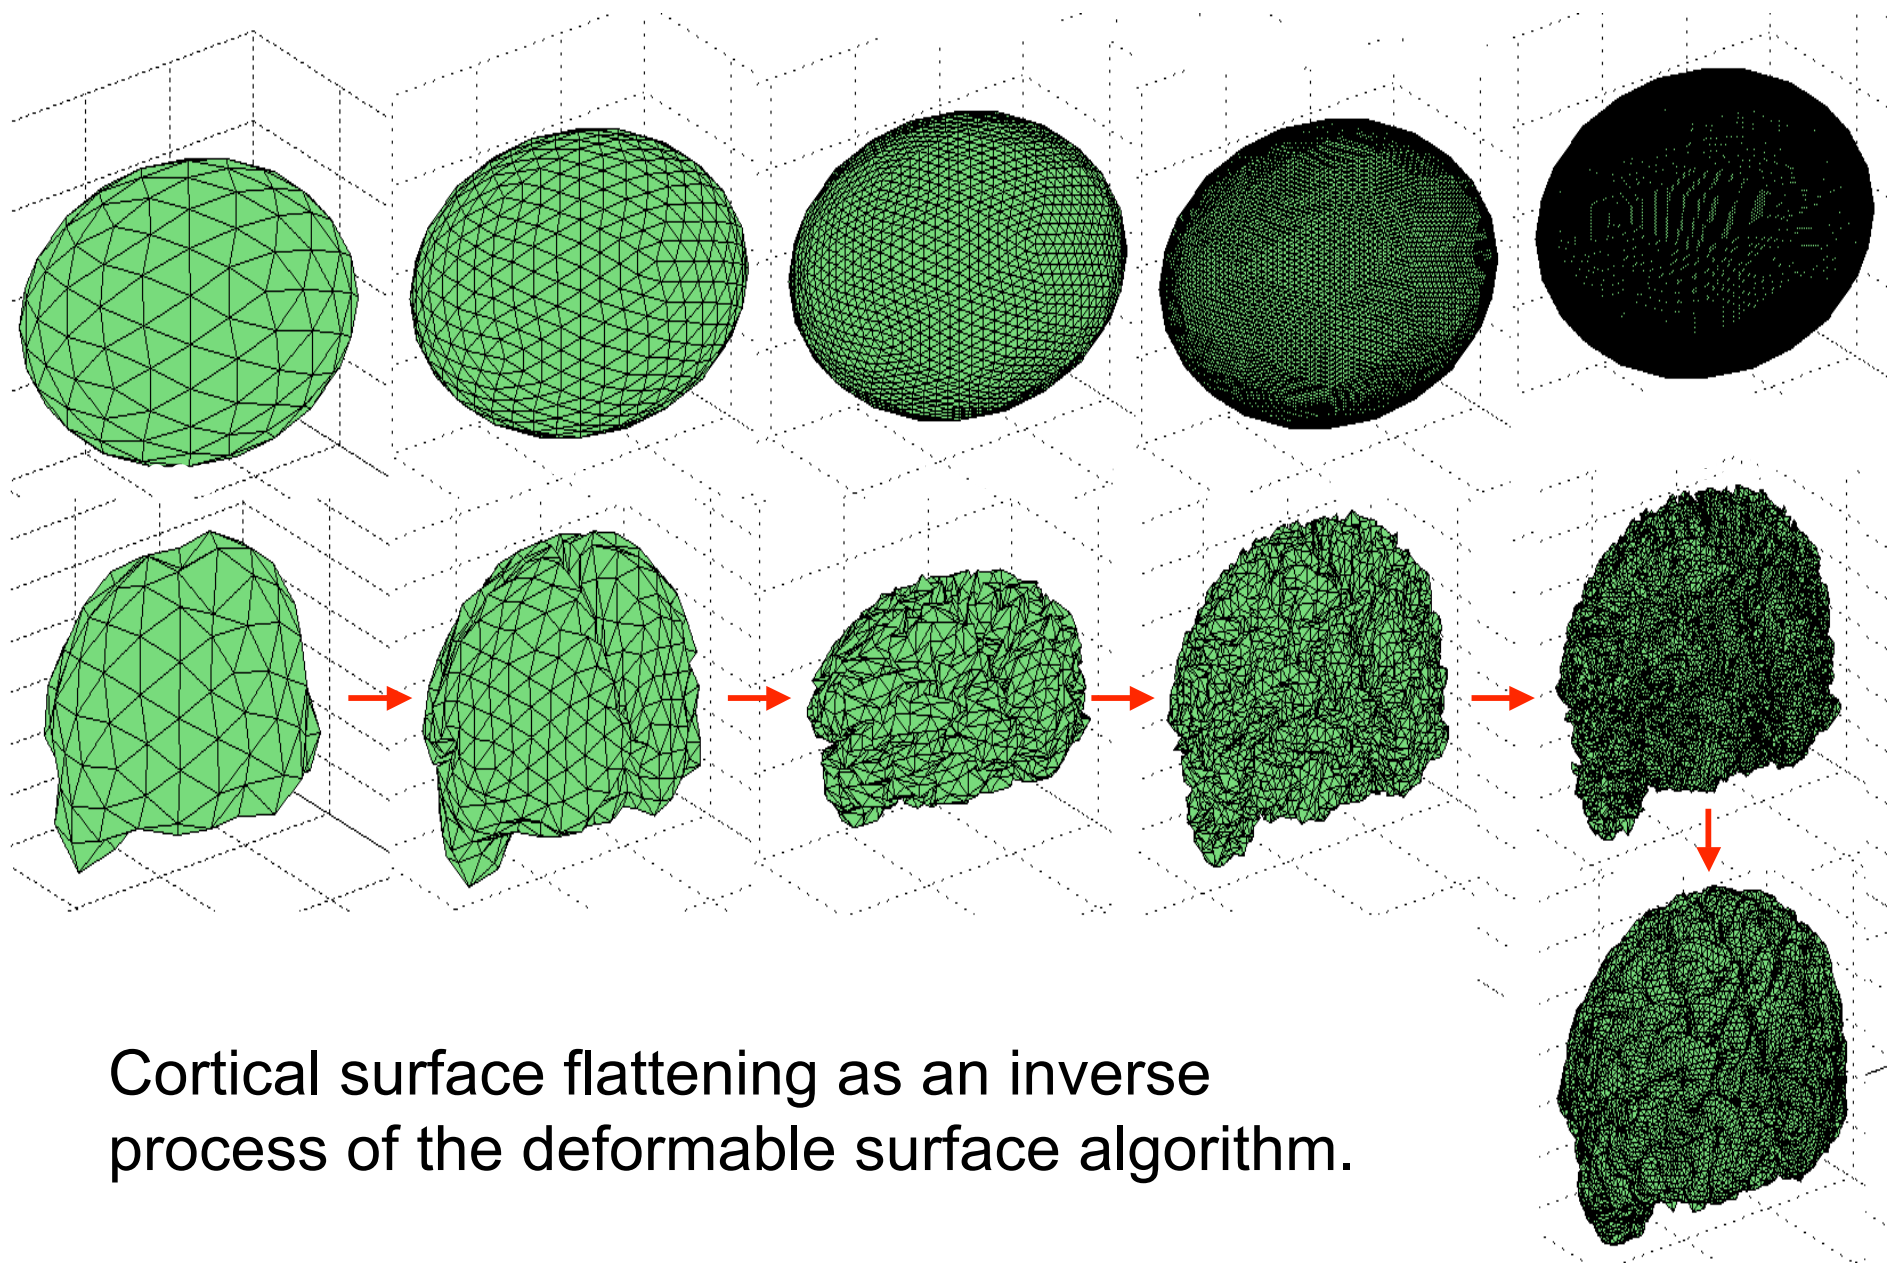 Cortical surface flattening as an inverse
process of the deformable surface algorithm.